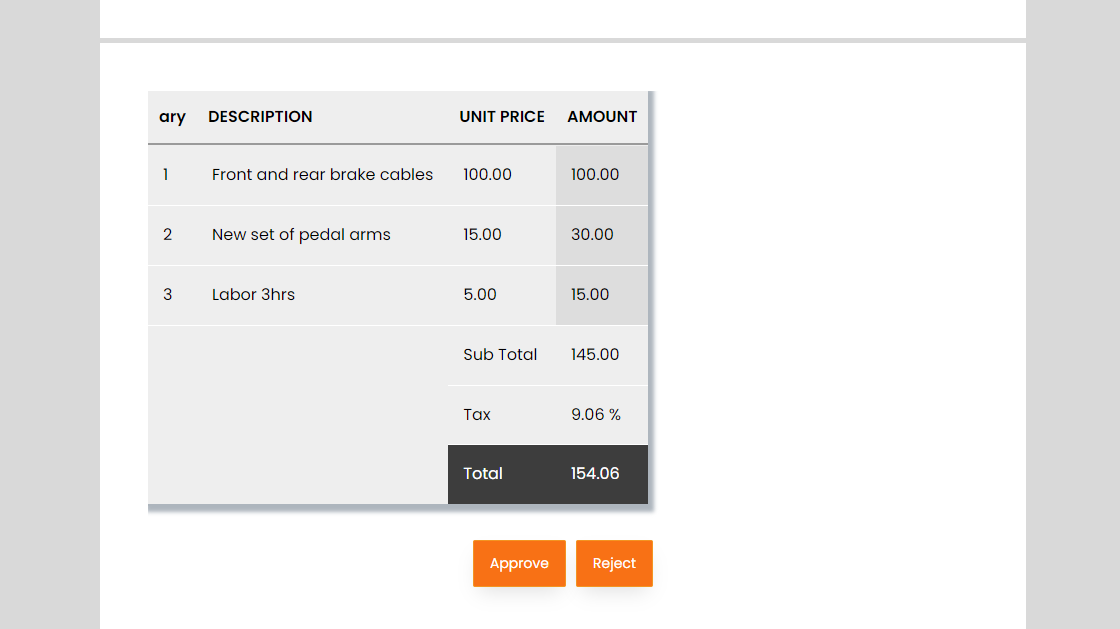 ary DESCRIPTION UNIT PRICE AMOUNT
1 Front and rear brake cables 100.00 100.00
2 New set of pedal arms 15.00 30.00
3 Labor 3hrs 5.00 15.00
Sub Total 145.00
Tax 9.06 %
Total 154.06
Approve Reject